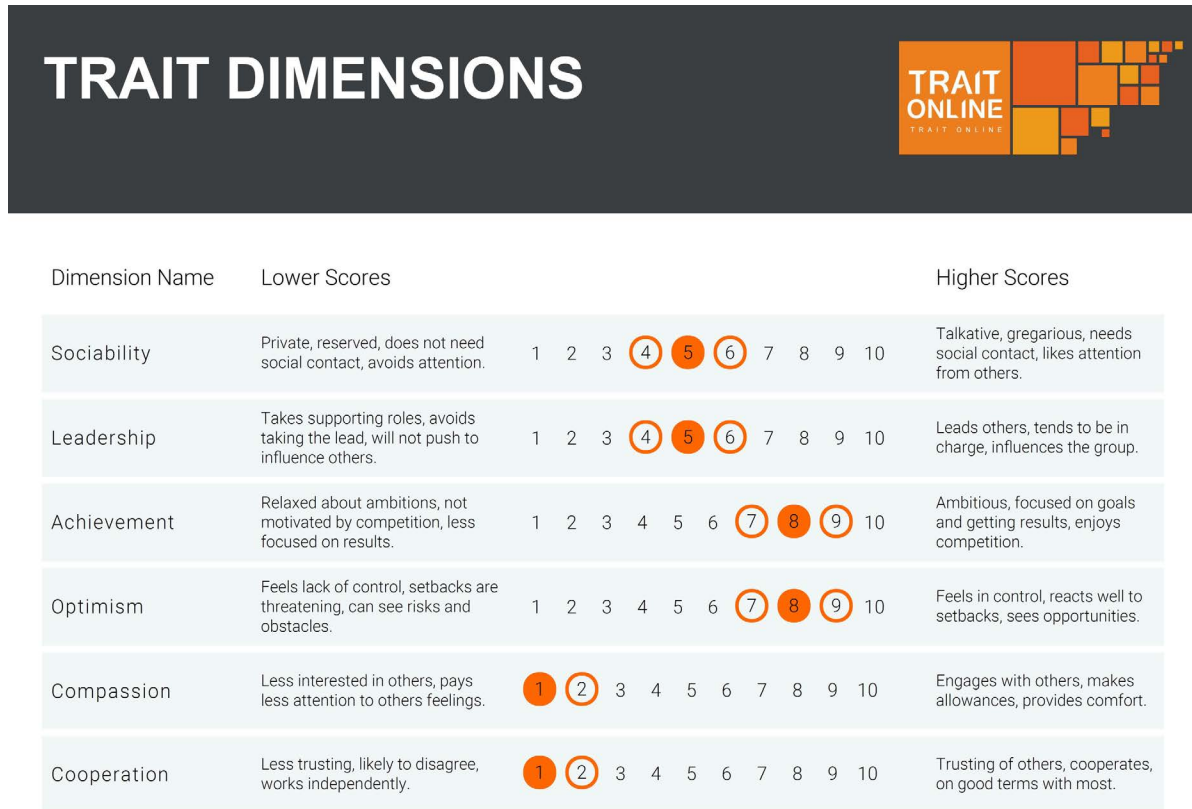 TRAIT DIMENSIONS
TRAIT
ONLINE
TRAIT ONLINE
Dimension Name Lower Scores Higher Scores
Sociability
Private, reserved, does not need
social contact, avoids attention.
1 2 3 4 5 6 7 8 9 10
Talkative, gregarious, needs
social contact, likes attention
from others.
Leadership
Takes supporting roles, avoids
taking the lead, will not push to
influence others.
1 2 3 4 5 6 7 8 9 10
Leads others, tends to be in
charge, influences the group.
Achievement
Relaxed about ambitions, not
motivated by competition, less
focused on results.
1 2 3 4 5 6 7 8 9 10
Ambitious, focused on goals
and getting results, enjoys
competition.
Optimism
Feels lack of control, setbacks are
threatening, can see risks and
obstacles.
1 2 3 4 5 6 7 8 9 10
Feels in control, reacts well to
setbacks, sees opportunities.
Compassion
Less interested in others, pays
less attention to others feelings.
1 2 3 4 5 6 7 8 9 10
Engages with others, makes
allowances, provides comfort.
Cooperation
Less trusting, likely to disagree,
works independently.
1 2 3 4 5 6 7 8 9 10
Trusting of others, cooperates,
on good terms with most.